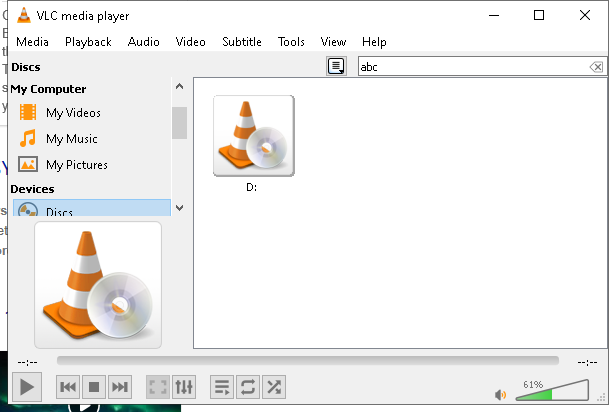 VLC media player
Media Playback Audio Video Subtitle Tools View Help
Discs
abc
My Computer
My Videos
My Music
My Pictures
Devices
Discs
D:
--:--
--:--
61%